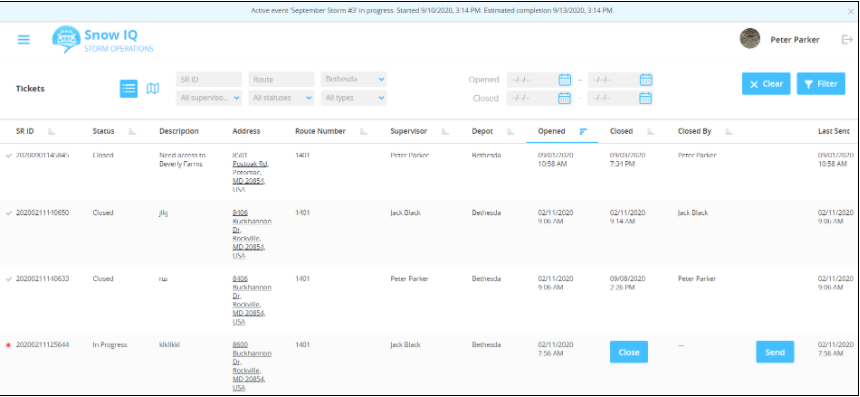 Active event 'September Storm #3' in progress. Started 9/10/2020, 3:14 PM. Estimated completion 9/13/2020, 3:14 PM.
Snow IQ
STORM OPERATIONS
Peter Parker
Tickets
SR ID Route Bethesda Opened -/-/- - -/-/-
All superviso... All statuses All types Closed -/-/- - -/-/-
Clear Filter
SR ID Status Description Address Route Number Supervisor Depot Opened Closed Closed By Last Sent
20200901145845 Closed Need access to 8501 1401 Peter Parker Bethesda 09/01/2020 09/03/2020 Peter Parker 09/01/2020
Beverly Farms Postoak Rd, 10:58 AM 7:34 PM 10:58 AM
Potomac,
MD 20854,
USA
20200211140650 Closed jlkj 8406 1401 Jack Black Bethesda 02/11/2020 02/11/2020 Jack Black 02/11/2020
Buckhannon 9:06 AM 9:14 AM 9:06 AM
Dr,
Rockville,
MD 20854,
USA
20200211140633 Closed 8406 1401 Peter Parker Bethesda 02/11/2020 09/08/2020 Peter Parker 02/11/2020
Buckhannon 9:06 AM 2:26 PM 9:06 AM
Dr,
Rockville,
MD 20854,
USA
20200211125644 In Progress 8600 1401 Jack Black Bethesda 02/11/2020 Close --- Send 02/11/2020
Buckhannon 7:56 AM 7:56 AM
Dr,
Rockville,
MD 20854,
USA